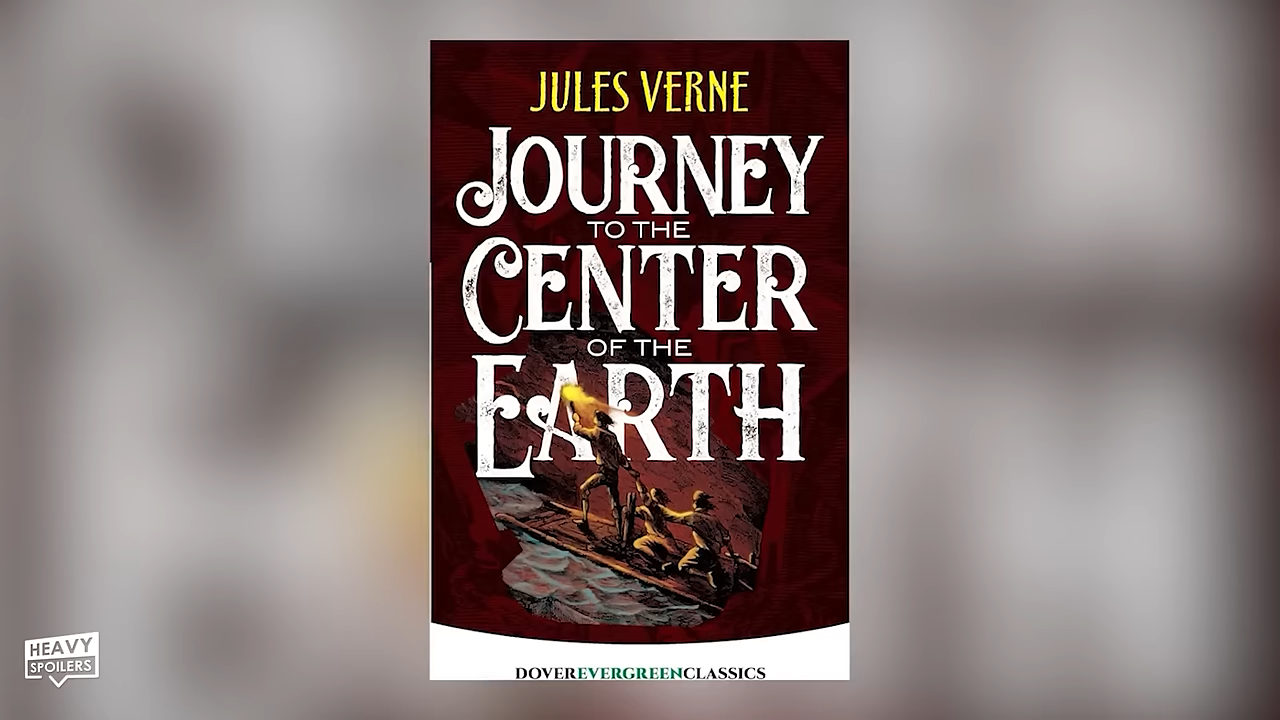 JULES VERNE
JOURNEY
TO THE
CENTER
OF THE
EARTH
DOVEREVERGREENCLASSICS
HEAVY
SPOILERS